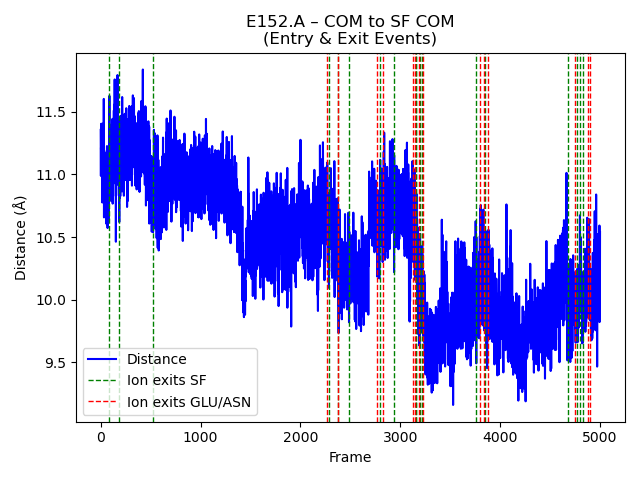 E152.A – COM to SF COM
(Entry & Exit Events)
Distance (Å)
11.5
11.0
10.5
10.0
9.5
Distance
Ion exits SF
Ion exits GLU/ASN
0
1000
2000
3000
4000
5000
Frame